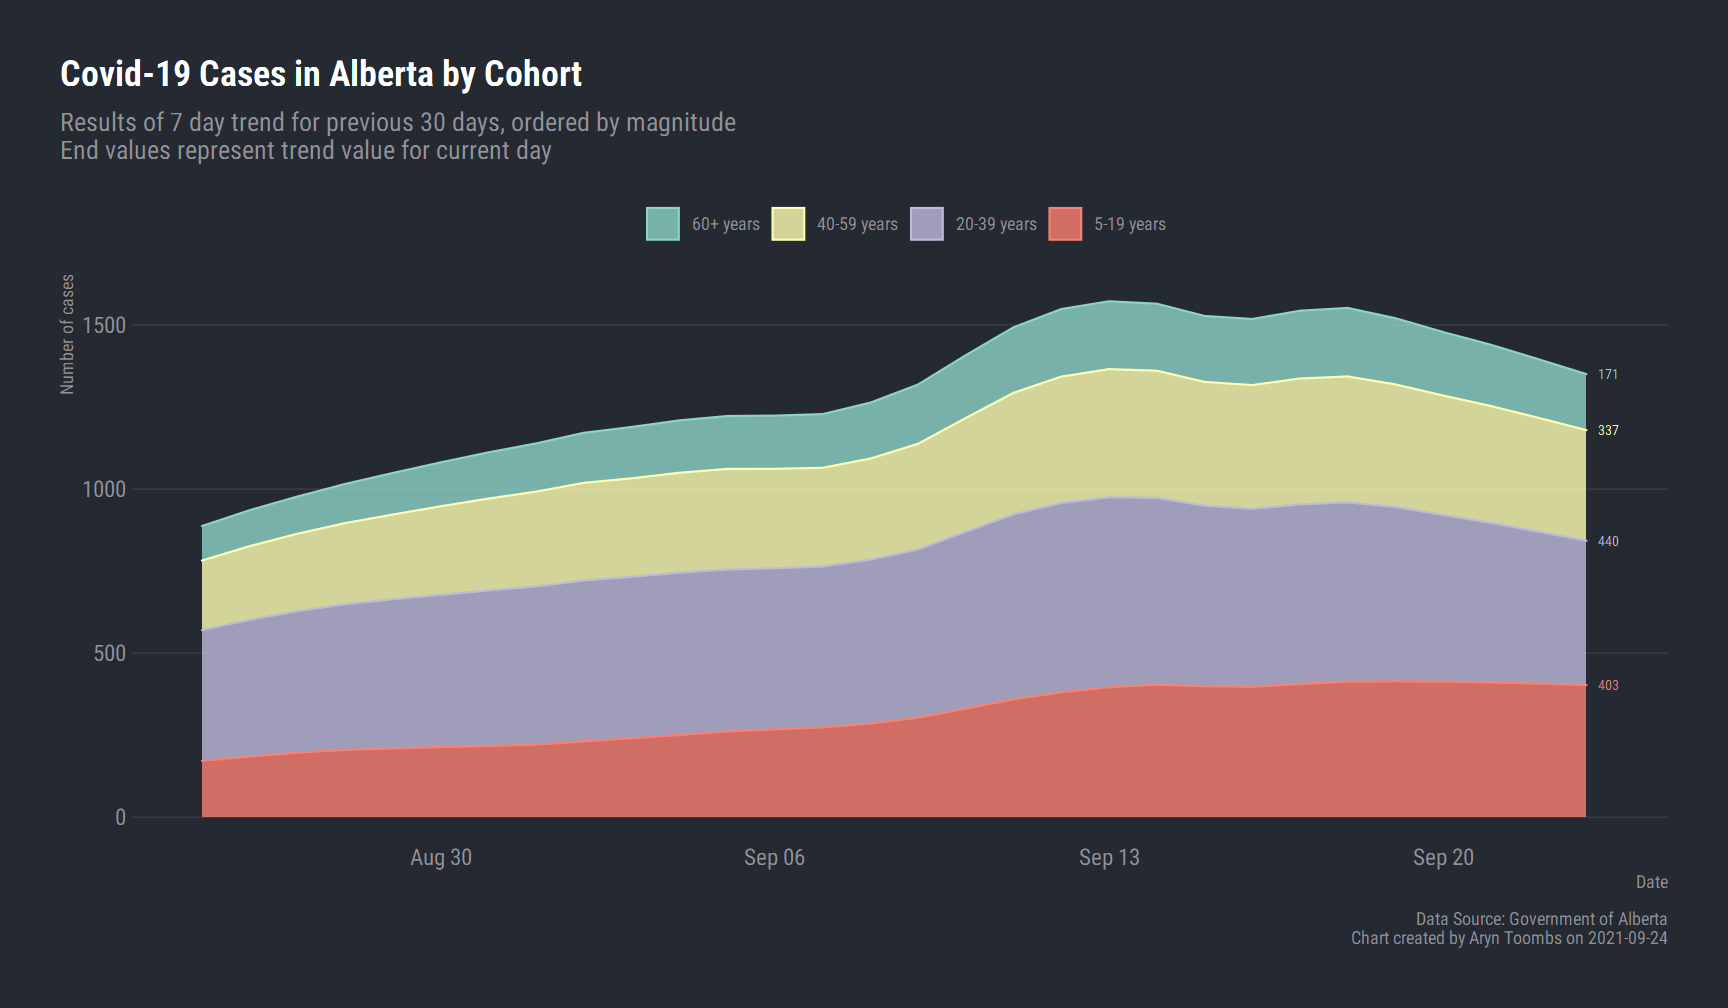 Covid-19 Cases in Alberta by Cohort
Results of 7 day trend for previous 30 days, ordered by magnitude
End values represent trend value for current day
60+ years
40-59 years
20-39 years
5-19 years
Number of cases
1500
1000
500
0
171
337
440
403
Aug 30
Sep 06
Sep 13
Sep 20
Date
Data Source: Government of Alberta
Chart created by Aryn Toombs on 2021-09-24